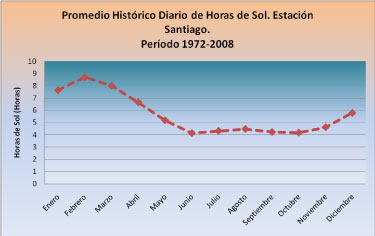 Promedio Histórico Diario de Horas de Sol. Estación
Santiago.
Período 1972-2008
Horas de Sol (Horas)
10
9
8
7
6
5
4
3
2
1
0
Enero
Febrero
Marzo
Abril
Mayo
Junio
Julio
Agosto
Septiembre
Octubre
Noviembre
Diciembre